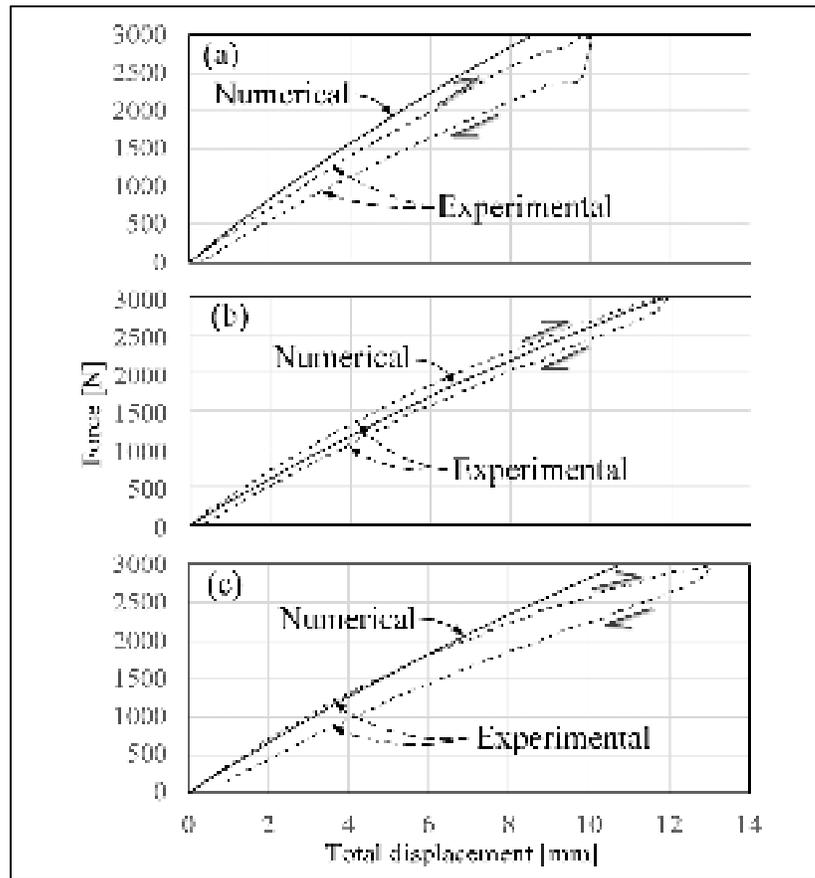 3000
(a)
2500
Numerical
2000
1500
1000
Experimental
500
0
3000
(b)
2500
Numerical
2000
1500
1000
Experimental
500
0
Force [N]
3000
(c)
2500
Numerical
2000
1500
1000
Experimental
500
0
0 2 4 6 8 10 12 14
Total displacement [mm]